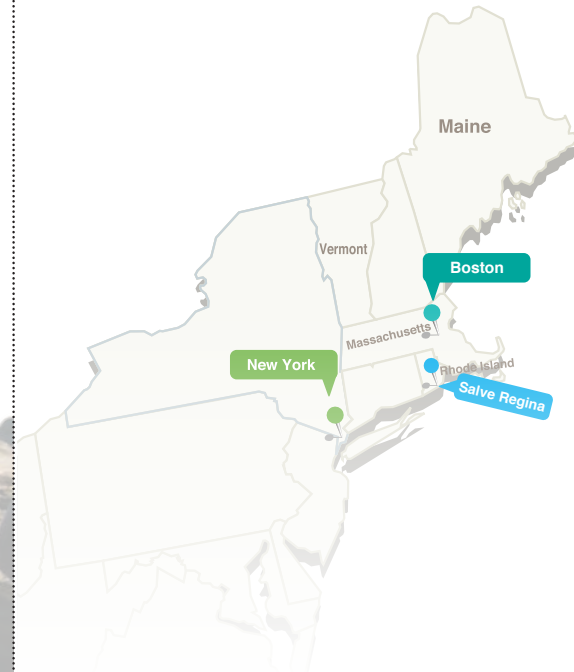 Maine
Vermont
Boston
Massachusetts
New York
Rhode Island
Salve Regina